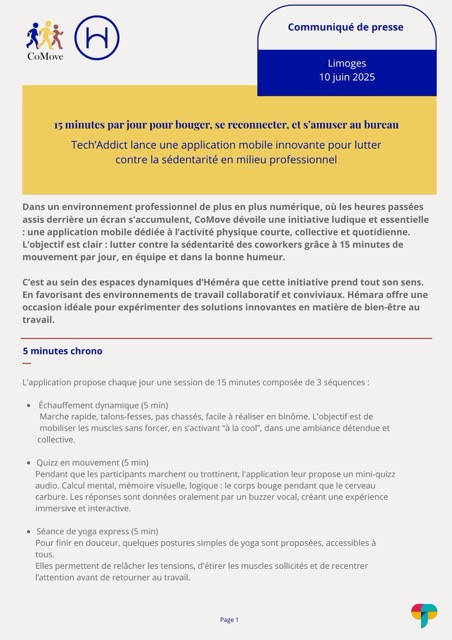 Communiqué de presse
CoMove
H
Limoges
10 juin 2025
15 minutes par jour pour bouger, se reconnecter, et s'amuser au bureau
Tech'Addict lance une application mobile innovante pour lutter
contre la sédentarité en milieu professionnel
Dans un environnement professionnel de plus en plus numérique, où les heures passées
assis derrière un écran s'accumulent, CoMove dévoile une initiative ludique et essentielle
: une application mobile dédiée à l'activité physique courte, collective et quotidienne.
L'objectif est clair : lutter contre la sédentarité des coworkers grâce à 15 minutes de
mouvement par jour, en équipe et dans la bonne humeur.
C'est au sein des espaces dynamiques d'Héméra que cette initiative prend tout son sens.
En favorisant des environnements de travail collaboratif et conviviaux. Hémara offre une
occasion idéale pour expérimenter des solutions innovantes en matière de bien-être au
travail.
5 minutes chrono
L'application propose chaque jour une session de 15 minutes composée de 3 séquences :
• Échauffement dynamique (5 min)
Marche rapide, talons-fesses, pas chassés, facile à réaliser en binôme. L'objectif est de
mobiliser les muscles sans forcer, en s'activant "à la cool", dans une ambiance détendue et
collective.
• Quizz en mouvement (5 min)
Pendant que les participants marchent ou trottinent, l'application leur propose un mini-quizz
audio. Calcul mental, mémoire visuelle, logique : le corps bouge pendant que le cerveau
carbure. Les réponses sont données oralement par un buzzer vocal, créant une expérience
immersive et interactive.
• Séance de yoga express (5 min)
Pour finir en douceur, quelques postures simples de yoga sont proposées, accessibles à
tous.
Elles permettent de relâcher les tensions, d'étirer les muscles sollicités et de recentrer
l'attention avant de retourner au travail.
Page 1